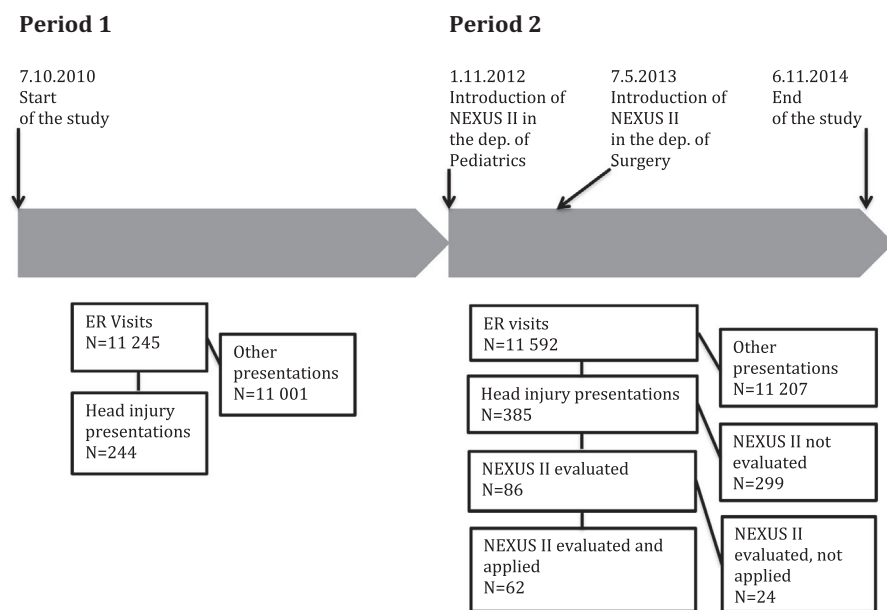 Period 1
Period 2
7.10.2010
Start
of the study
1.11.2012
Introduction of
NEXUS II in
the dep. of
Pediatrics
7.5.2013
Introduction of
NEXUS II
in the dep. of
Surgery
6.11.2014
End
of the study
ER Visits
N=11 245
Other
presentations
N=11 001
Head injury
presentations
N=244
ER visits
N=11 592
Other
presentations
N=11 207
Head injury presentations
N=385
NEXUS II not
evaluated
N=299
NEXUS II evaluated
N=86
NEXUS II
evaluated, not
applied
N=24
NEXUS II evaluated and
applied
N=62